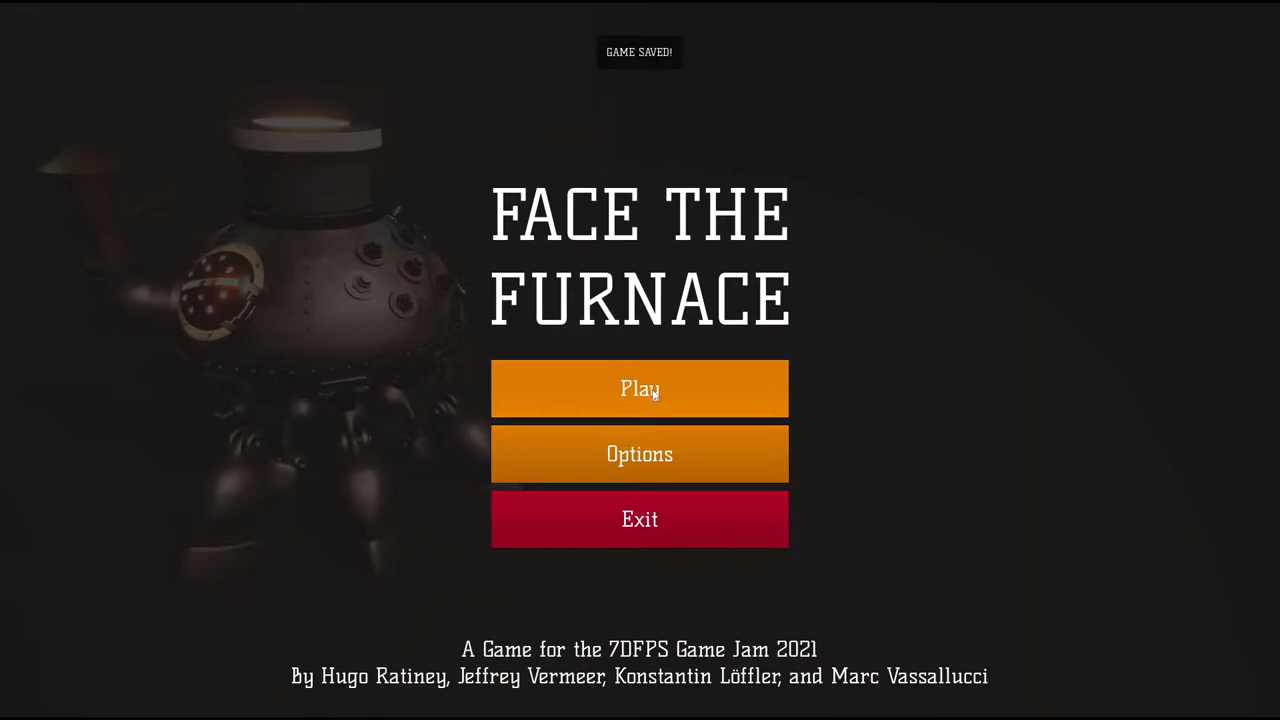 GAME SAVED!
FACE THE
FURNACE
Play
Options
Exit
A Game for the 7DFPS Game Jam 2021
By Hugo Ratiney, Jeffrey Vermeer, Konstantin Löffler, and Marc Vassallucci